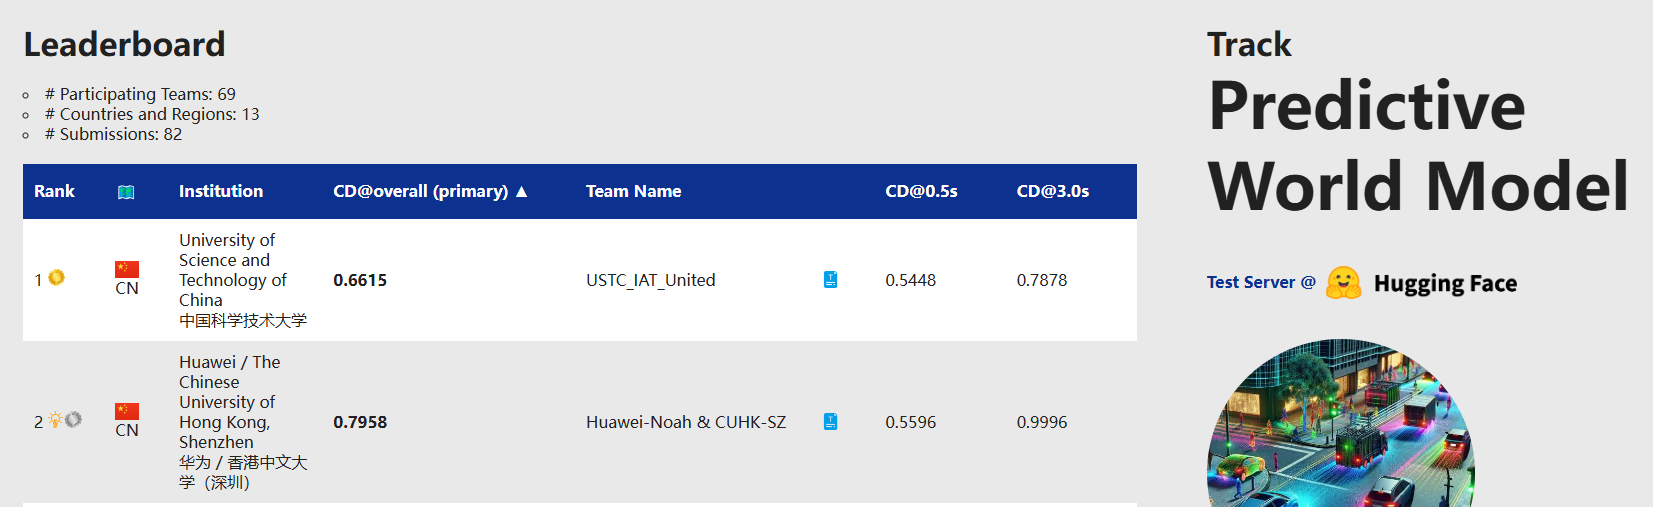 Leaderboard
# Participating Teams: 69
# Countries and Regions: 13
# Submissions: 82
Rank Institution CD@overall (primary) ▲ Team Name CD@0.5s CD@3.0s
1 CN University of
Science and
Technology of
China
中国科学技术大学 0.6615 USTC_IAT_United 0.5448 0.7878
2 CN Huawei / The
Chinese
University of
Hong Kong,
Shenzhen
华为 / 香港中文大
学（深圳） 0.7958 Huawei-Noah & CUHK-SZ 0.5596 0.9996
Track
Predictive
World Model
Test Server @ Hugging Face